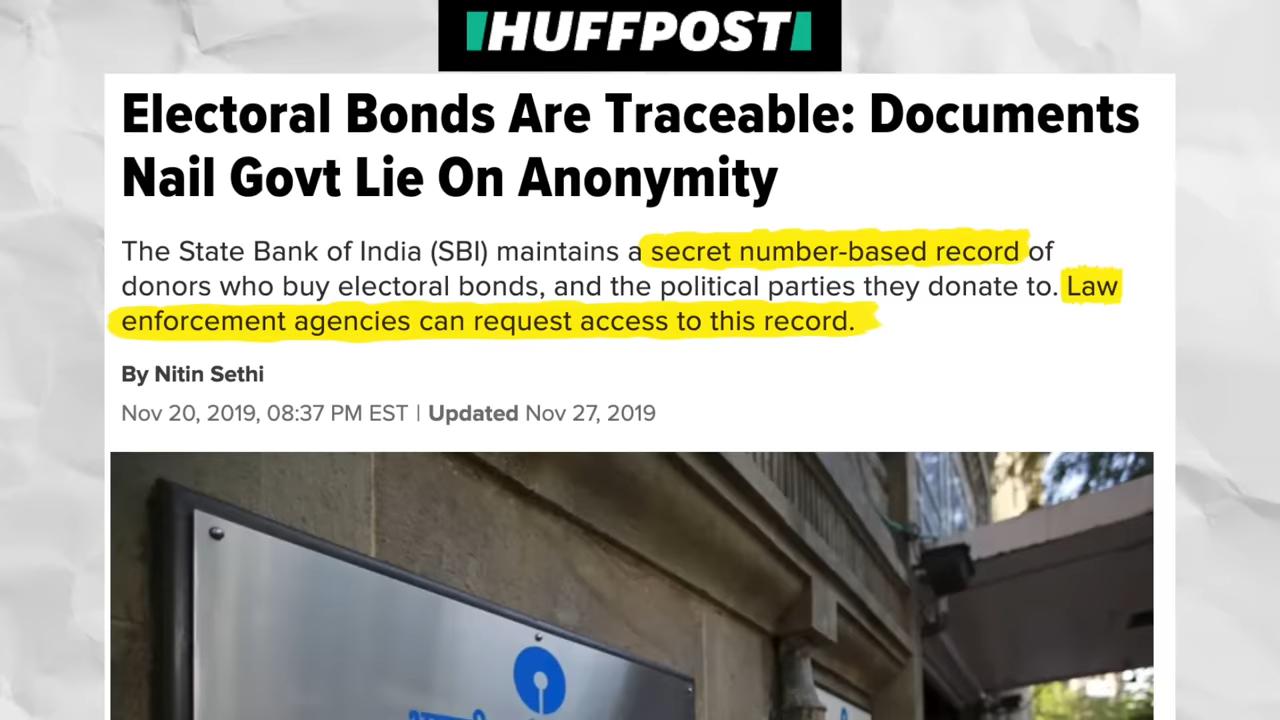 HUFFPOST
Electoral Bonds Are Traceable: Documents
Nail Govt Lie On Anonymity
The State Bank of India (SBI) maintains a secret number-based record of
donors who buy electoral bonds, and the political parties they donate to. Law
enforcement agencies can request access to this record.
By Nitin Sethi
Nov 20, 2019, 08:37 PM EST | Updated Nov 27, 2019